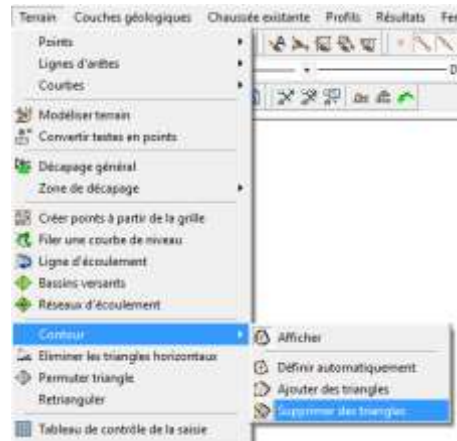 Terrain Couches géologiques Chaussée existante Profils Résultats Fer
Points
Lignes d'arêtes
Courbes
Modéliser terrain
Convertir textes en points
Décapage général
Zone de décapage
Créer points à partir de la grille
Filer une courbe de niveau
Ligne d'écoulement
Bassins versants
Réseaux d'écoulement
Contour
Afficher
Eliminer les triangles horizontaux
Définir automatiquement
Permuter triangle
Ajouter des triangles
Retrianguler
Supprimer des triangles
Tableau de contrôle de la saisie